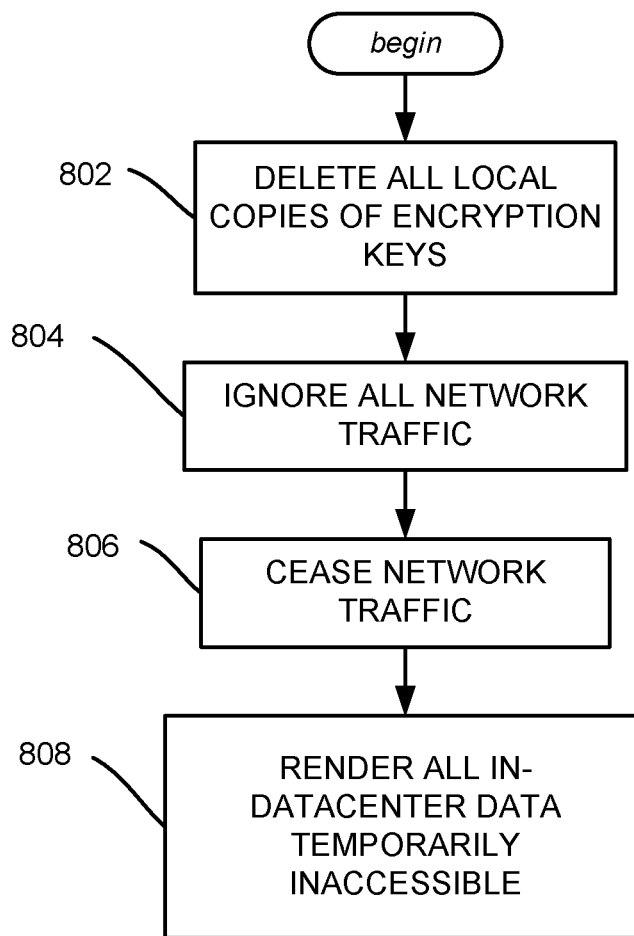 begin
802
DELETE ALL LOCAL
COPIES OF ENCRYPTION
KEYS
804
IGNORE ALL NETWORK
TRAFFIC
806
CEASE NETWORK
TRAFFIC
808
RENDER ALL IN-
DATACENTER DATA
TEMPORARILY
INACCESSIBLE